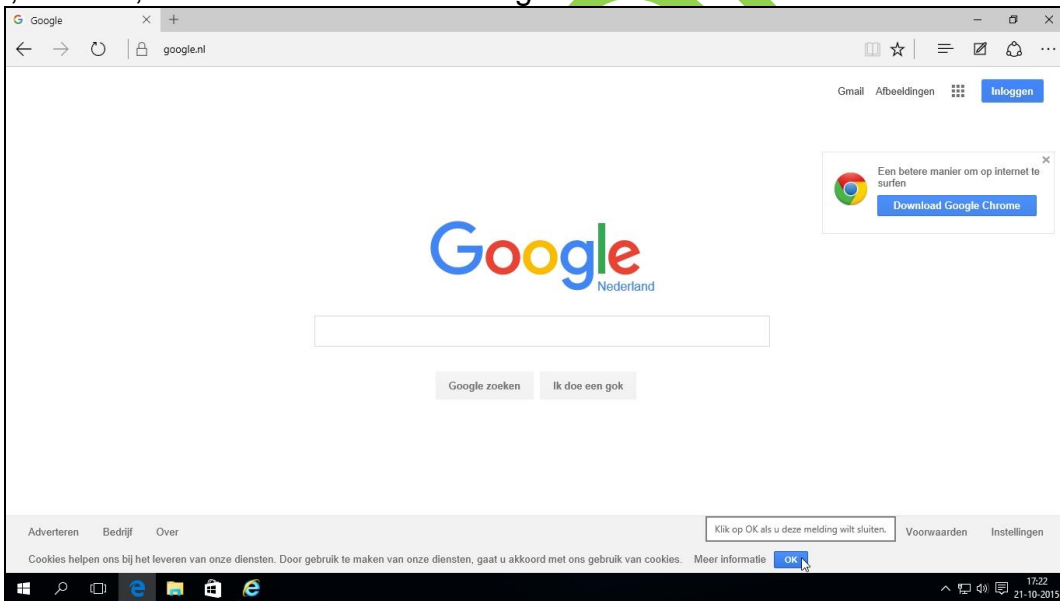 Google
google.nl
Gmail Afbeeldingen Inloggen
Een betere manier om op internet te
surfen
Download Google Chrome
Google
Nederland
Google zoeken Ik doe een gok
Klik op OK als u deze melding wilt sluiten.
Adverteren Bedrijf Over Voorwaarden Instellingen
Cookies helpen ons bij het leveren van onze diensten. Door gebruik te maken van onze diensten, gaat u akkoord met ons gebruik van cookies. Meer informatie OK
17:22
21-10-2015